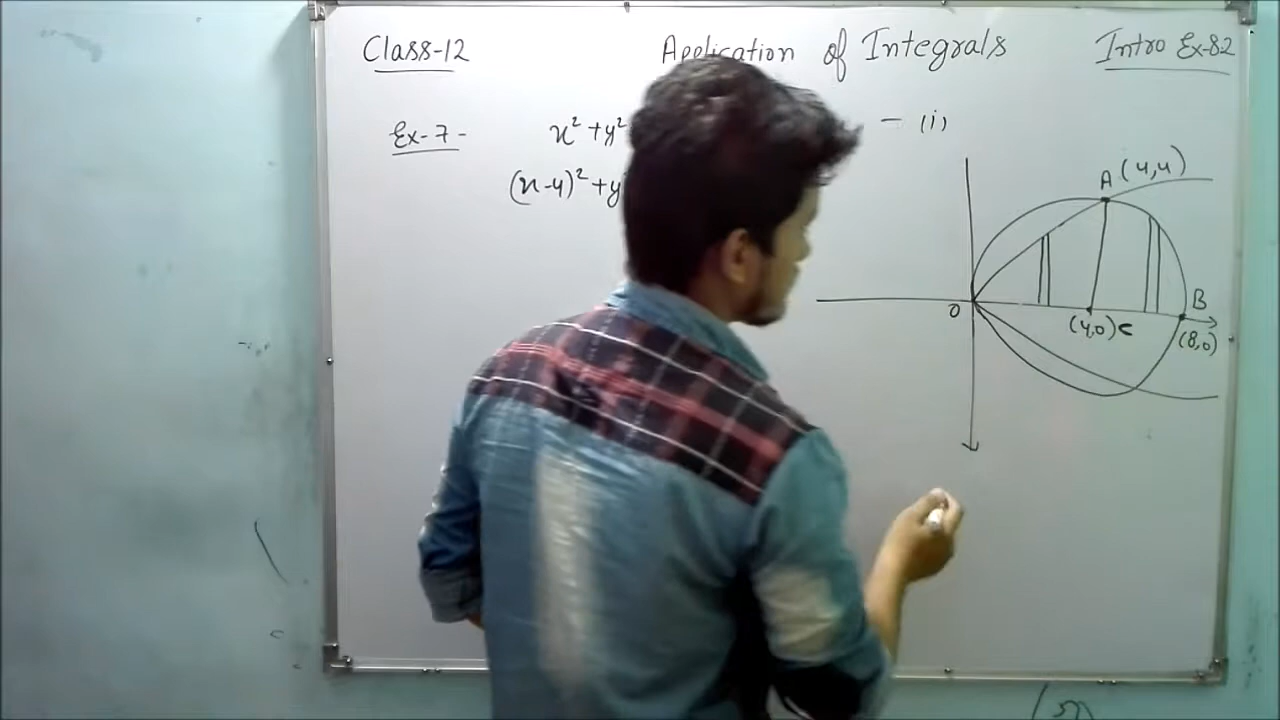 Class-12
Application of Integrals
Intro Ex-8.2
Ex-7-
x² + y²
- (i)
(x-4)² + y
A (4,4)
B
O
(4,0) C
(8,0)